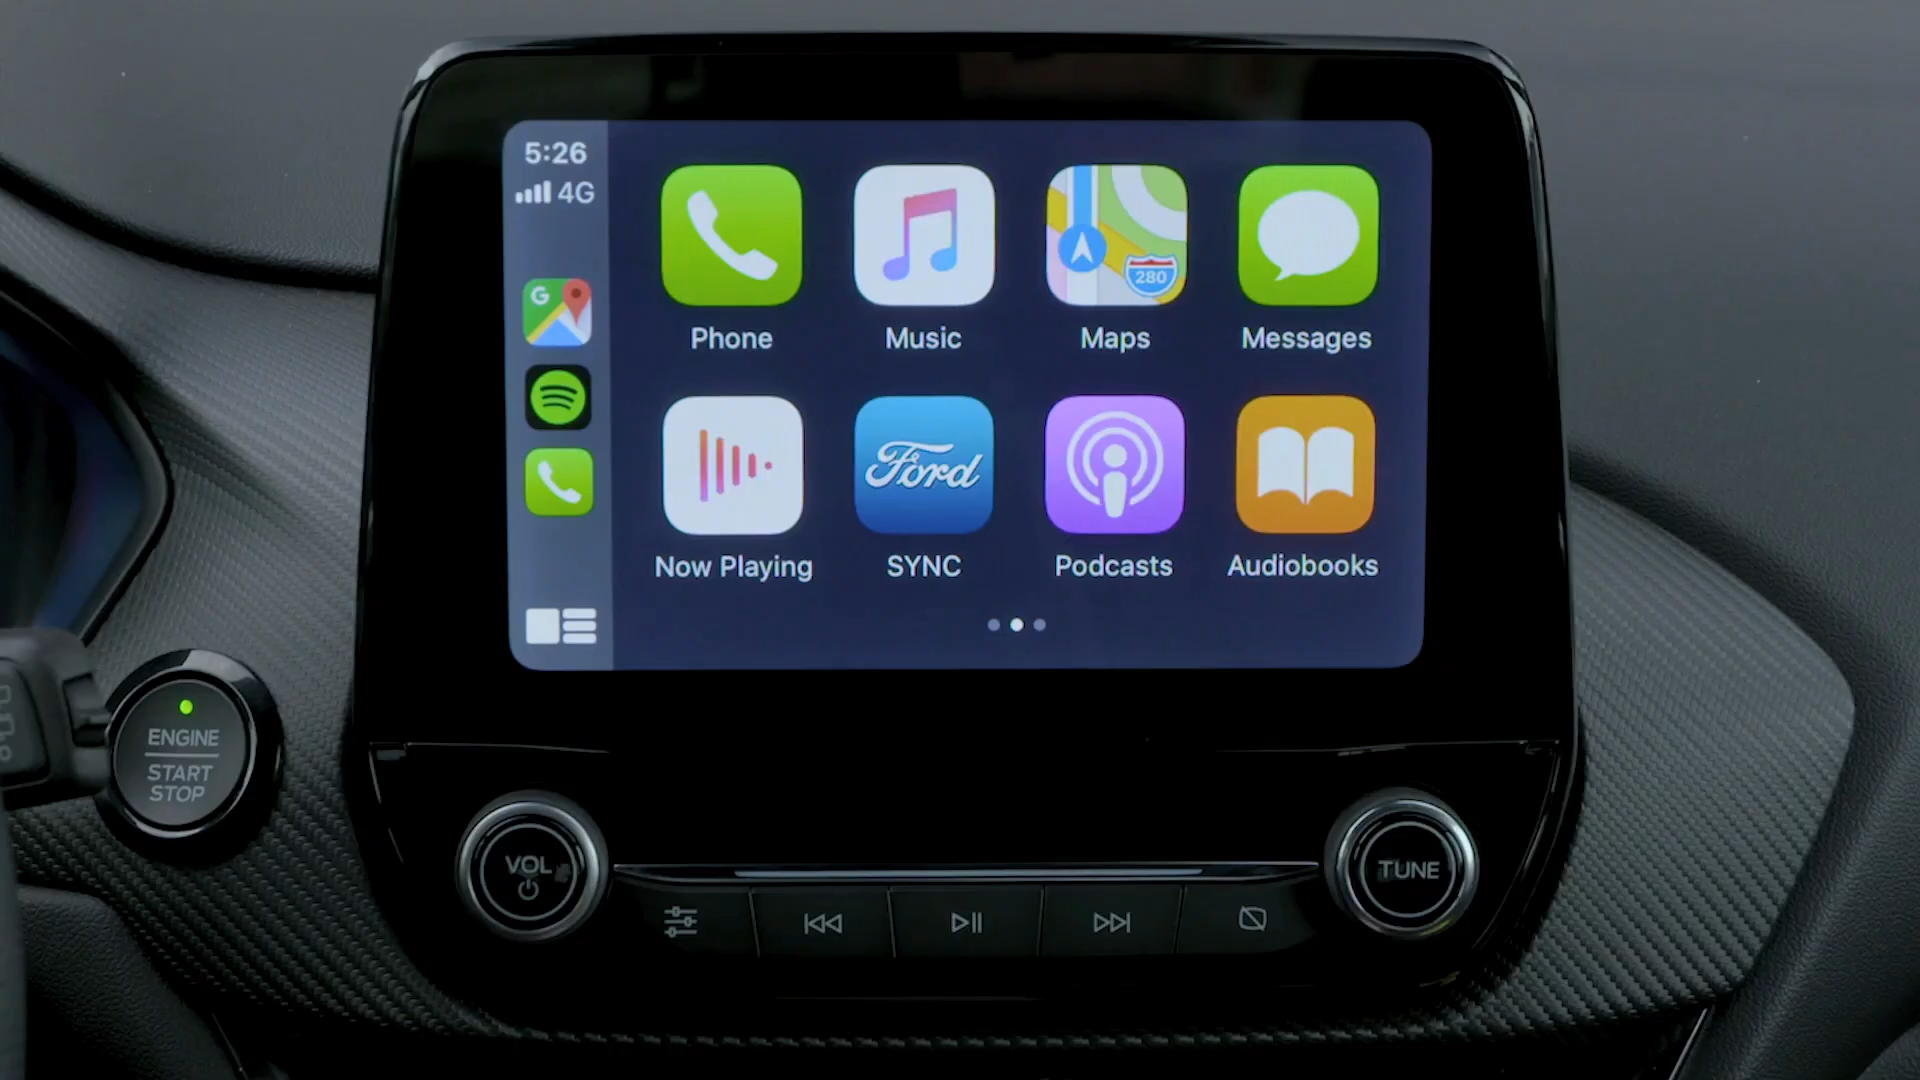 5:26
4G
G
280
Phone
Music
Maps
Messages
Ford
Now Playing
SYNC
Podcasts
Audiobooks
ENGINE
START
STOP
VOL
TUNE